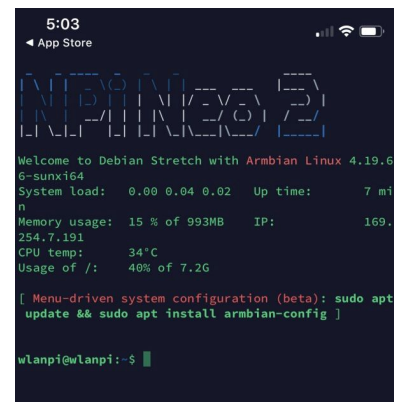 5:03
◀ App Store
NPi Neo 2
Welcome to Debian Stretch with Armbian Linux 4.19.6
6-sunxi64
System load: 0.00 0.04 0.02 Up time: 7 mi
n
Memory usage: 15 % of 993MB IP: 169.
254.7.191
CPU temp: 34°C
Usage of /: 40% of 7.2G
[ Menu-driven system configuration (beta): sudo apt
update && sudo apt install armbian-config ]
wlanpi@wlanpi:~$